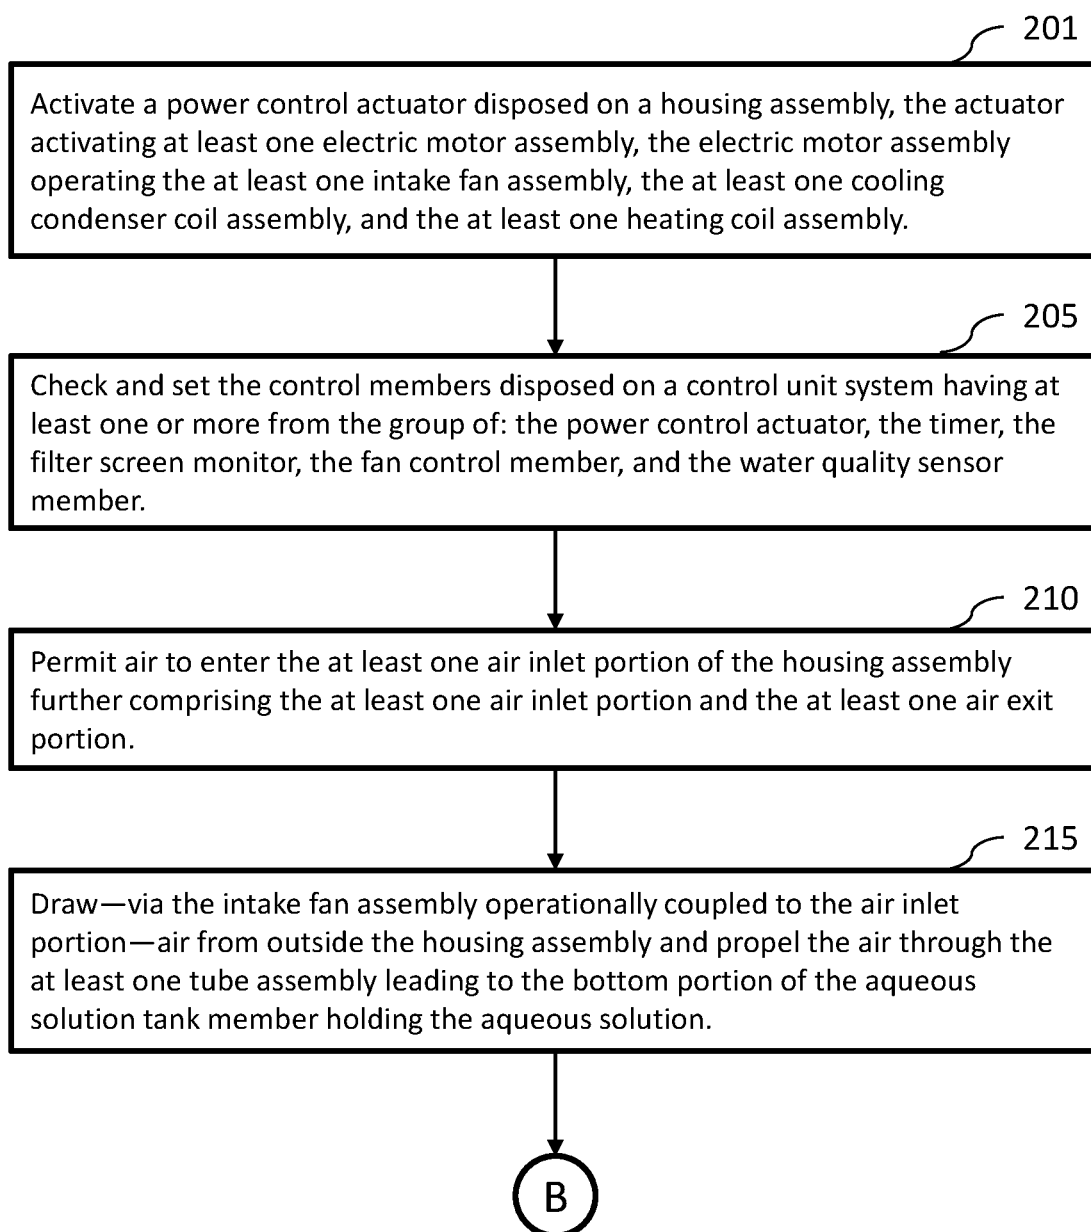 201
Activate a power control actuator disposed on a housing assembly, the actuator
activating at least one electric motor assembly, the electric motor assembly
operating the at least one intake fan assembly, the at least one cooling
condenser coil assembly, and the at least one heating coil assembly.
205
Check and set the control members disposed on a control unit system having at
least one or more from the group of: the power control actuator, the timer, the
filter screen monitor, the fan control member, and the water quality sensor
member.
210
Permit air to enter the at least one air inlet portion of the housing assembly
further comprising the at least one air inlet portion and the at least one air exit
portion.
215
Draw—via the intake fan assembly operationally coupled to the air inlet
portion—air from outside the housing assembly and propel the air through the
at least one tube assembly leading to the bottom portion of the aqueous
solution tank member holding the aqueous solution.
B